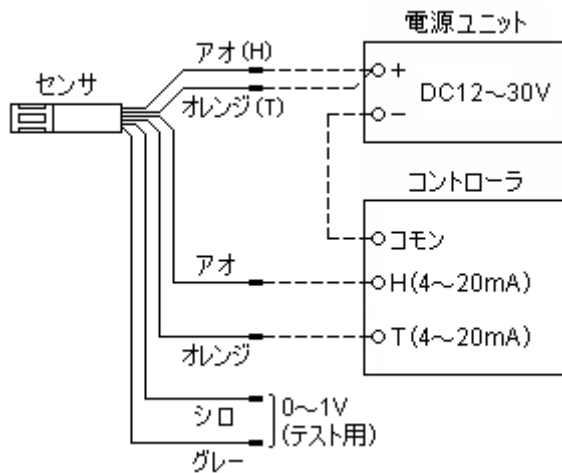 電源ユニット
アオ(H)
+
センサ
オレンジ(T)
DC12～30V
−
コントローラ
コモン
アオ
H(4～20mA)
T(4～20mA)
オレンジ
シロ
0～1V
(テスト用)
グレー